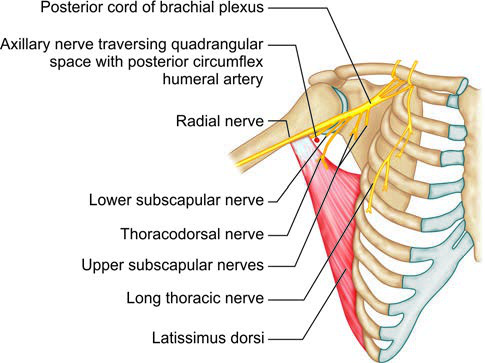 Posterior cord of brachial plexus
Axillary nerve traversing quadrangular
space with posterior circumflex
humeral artery
Radial nerve
Lower subscapular nerve
Thoracodorsal nerve
Upper subscapular nerves
Long thoracic nerve
Latissimus dorsi